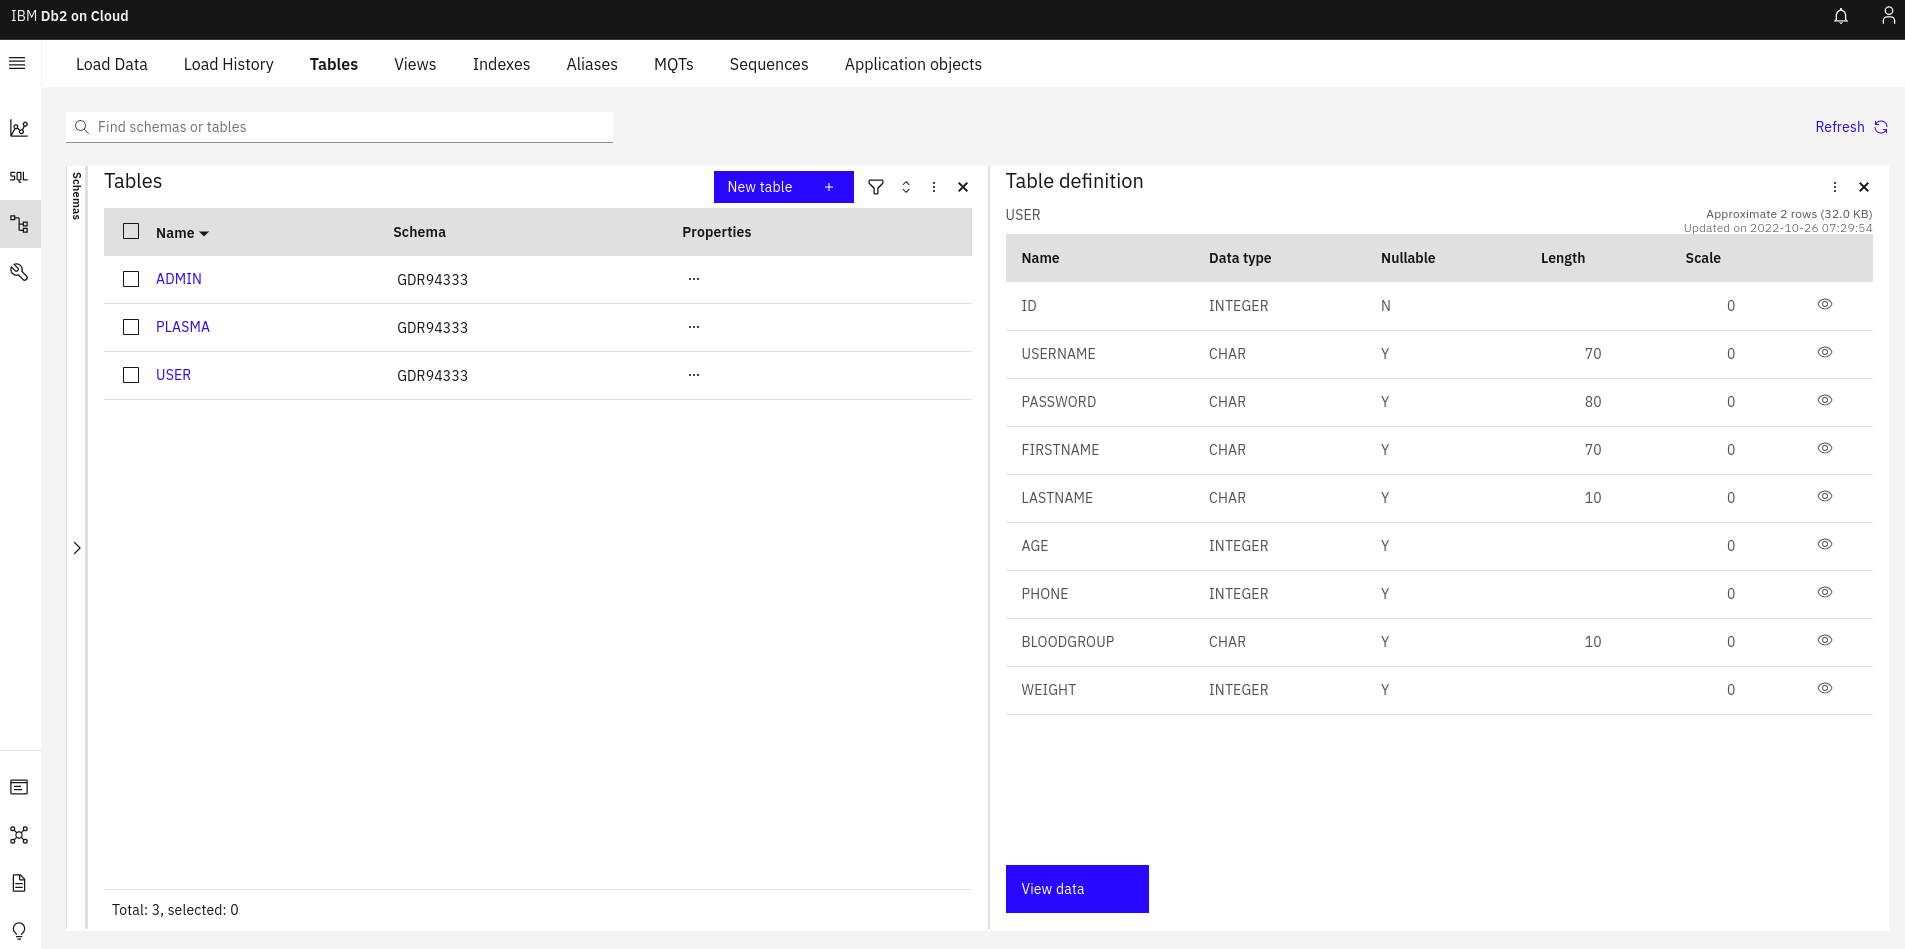 IBM Db2 on Cloud
Load Data Load History Tables Views Indexes Aliases MQTs Sequences Application objects
Find schemas or tables
Refresh
SQL
Schemas
Tables
New table +
Name Schema Properties
ADMIN GDR94333 ...
PLASMA GDR94333 ...
USER GDR94333 ...
Total: 3, selected: 0
Table definition
USER
Approximate 2 rows (32.0 KB)
Updated on 2022-10-26 07:29:54
Name Data type Nullable Length Scale
ID INTEGER N 0
USERNAME CHAR Y 70 0
PASSWORD CHAR Y 80 0
FIRSTNAME CHAR Y 70 0
LASTNAME CHAR Y 10 0
AGE INTEGER Y 0
PHONE INTEGER Y 0
BLOODGROUP CHAR Y 10 0
WEIGHT INTEGER Y 0
View data